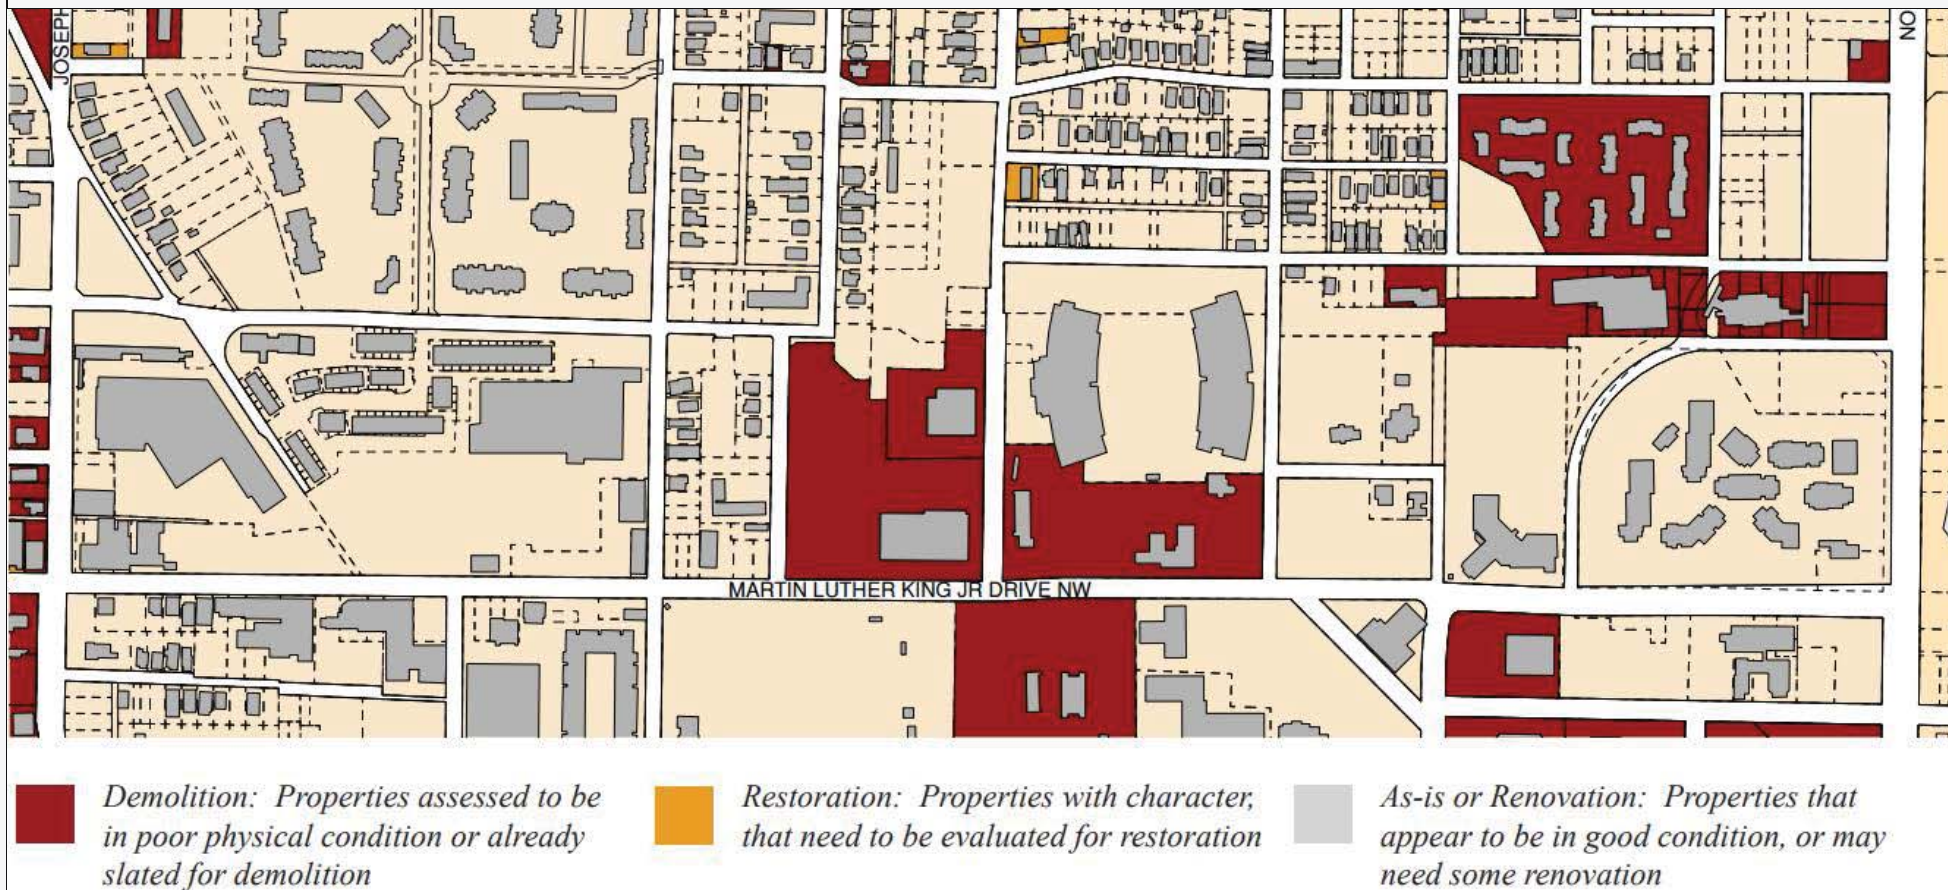 JOSEPH
NO
MARTIN LUTHER KING JR DRIVE NW
Demolition: Properties assessed to be
in poor physical condition or already
slated for demolition
Restoration: Properties with character,
that need to be evaluated for restoration
As-is or Renovation: Properties that
appear to be in good condition, or may
need some renovation